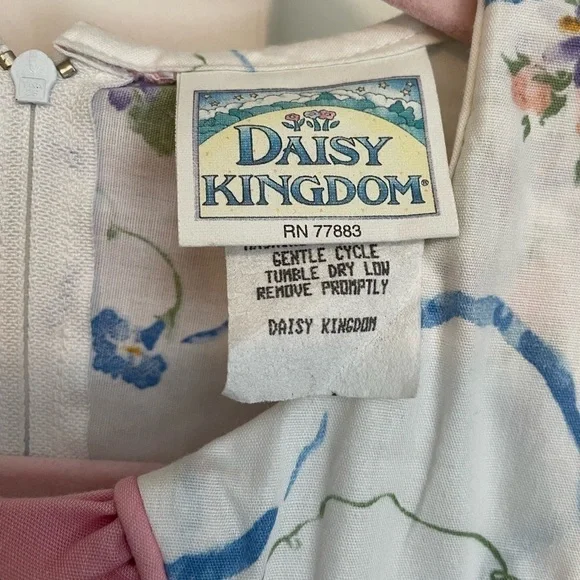 DAISY
KINGDOM®
RN 77883
GENTLE CYCLE
TUMBLE DRY LOW
REMOVE PROMPTLY
DAISY KINGDOM